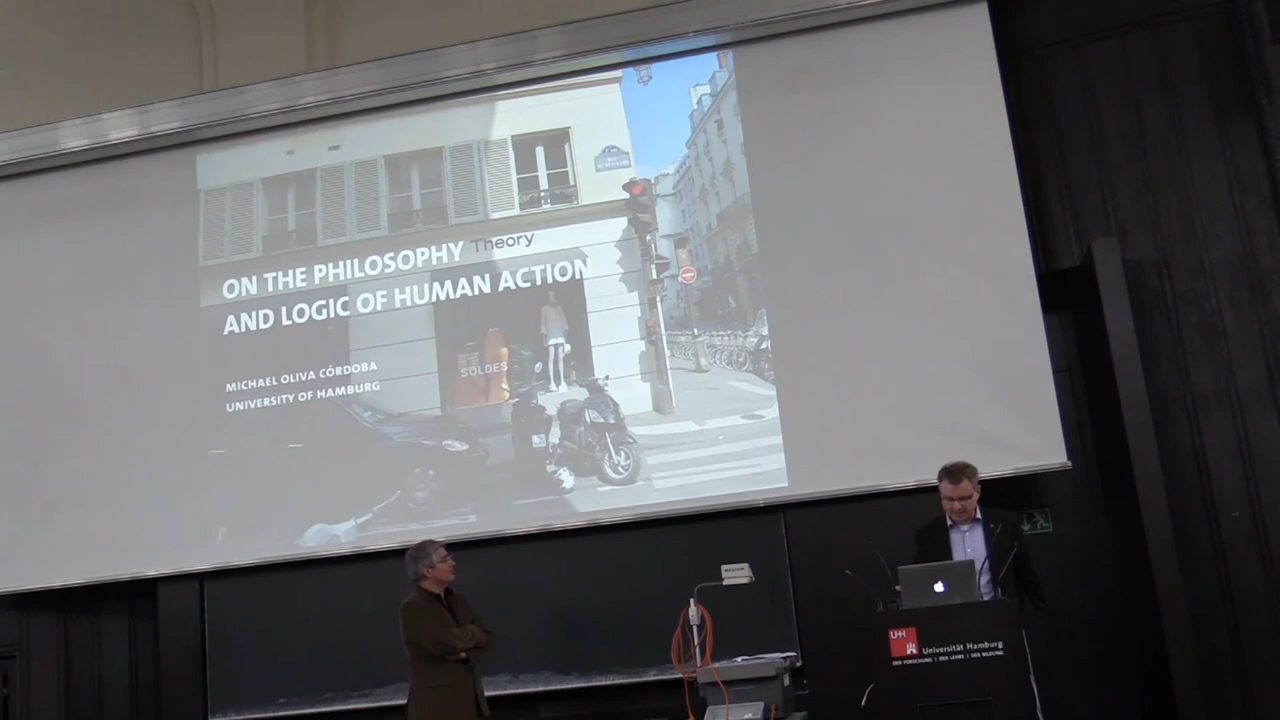 Theory
ON THE PHILOSOPHY
AND LOGIC OF HUMAN ACTION
SOLDES
MICHAEL OLIVA CÓRDOBA
UNIVERSITY OF HAMBURG
UHH
Universität Hamburg
DER FORSCHUNG | DER LEHRE | DER BILDUNG